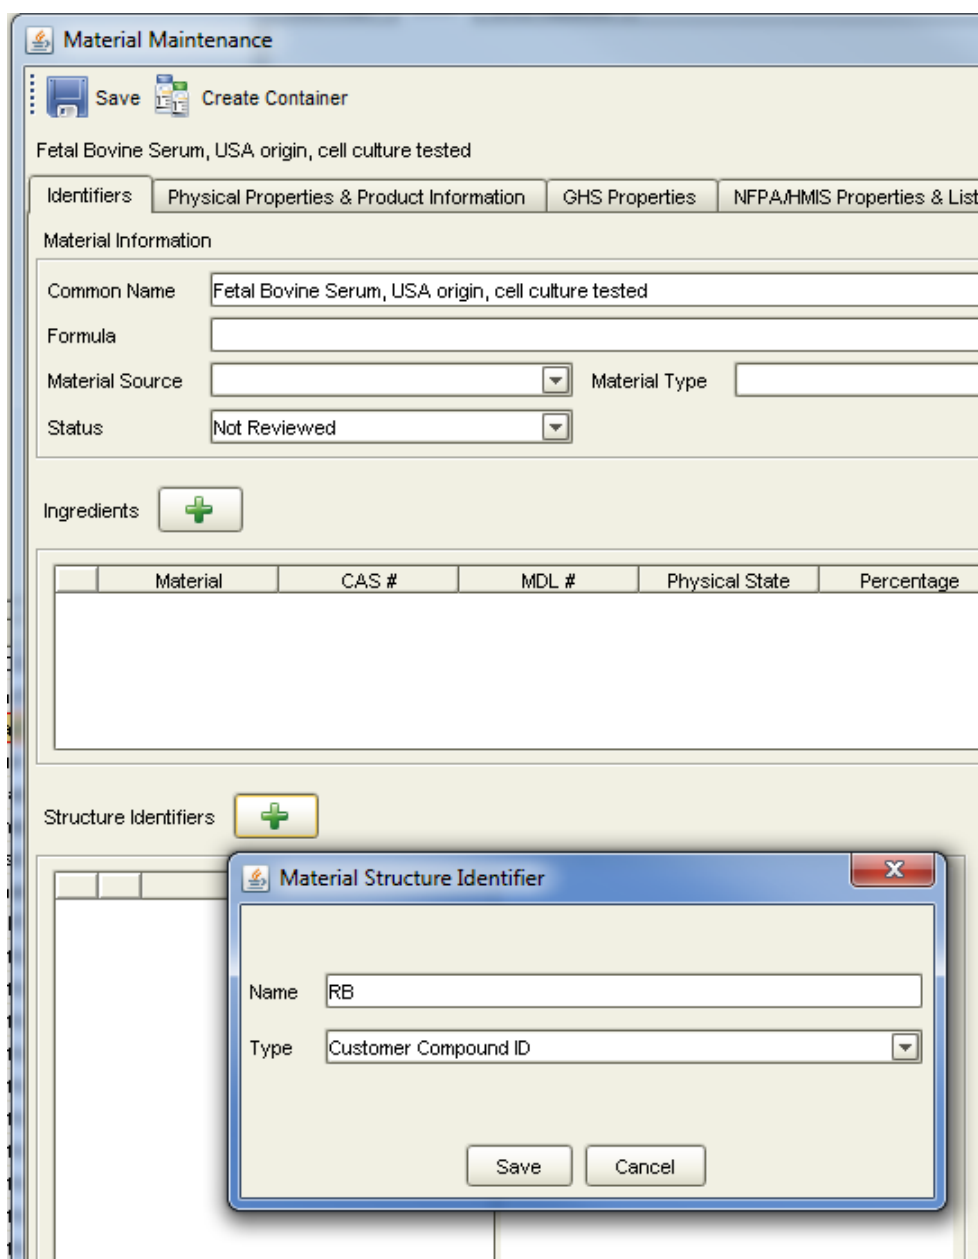 Material Maintenance
Save Create Container
Fetal Bovine Serum, USA origin, cell culture tested
Identifiers Physical Properties & Product Information GHS Properties NFPA/HMIS Properties & List
Material Information
Common Name Fetal Bovine Serum, USA origin, cell culture tested
Formula
Material Source Material Type
Status Not Reviewed
Ingredients
Material CAS # MDL # Physical State Percentage
Structure Identifiers
Material Structure Identifier
Name RB
Type Customer Compound ID
Save Cancel